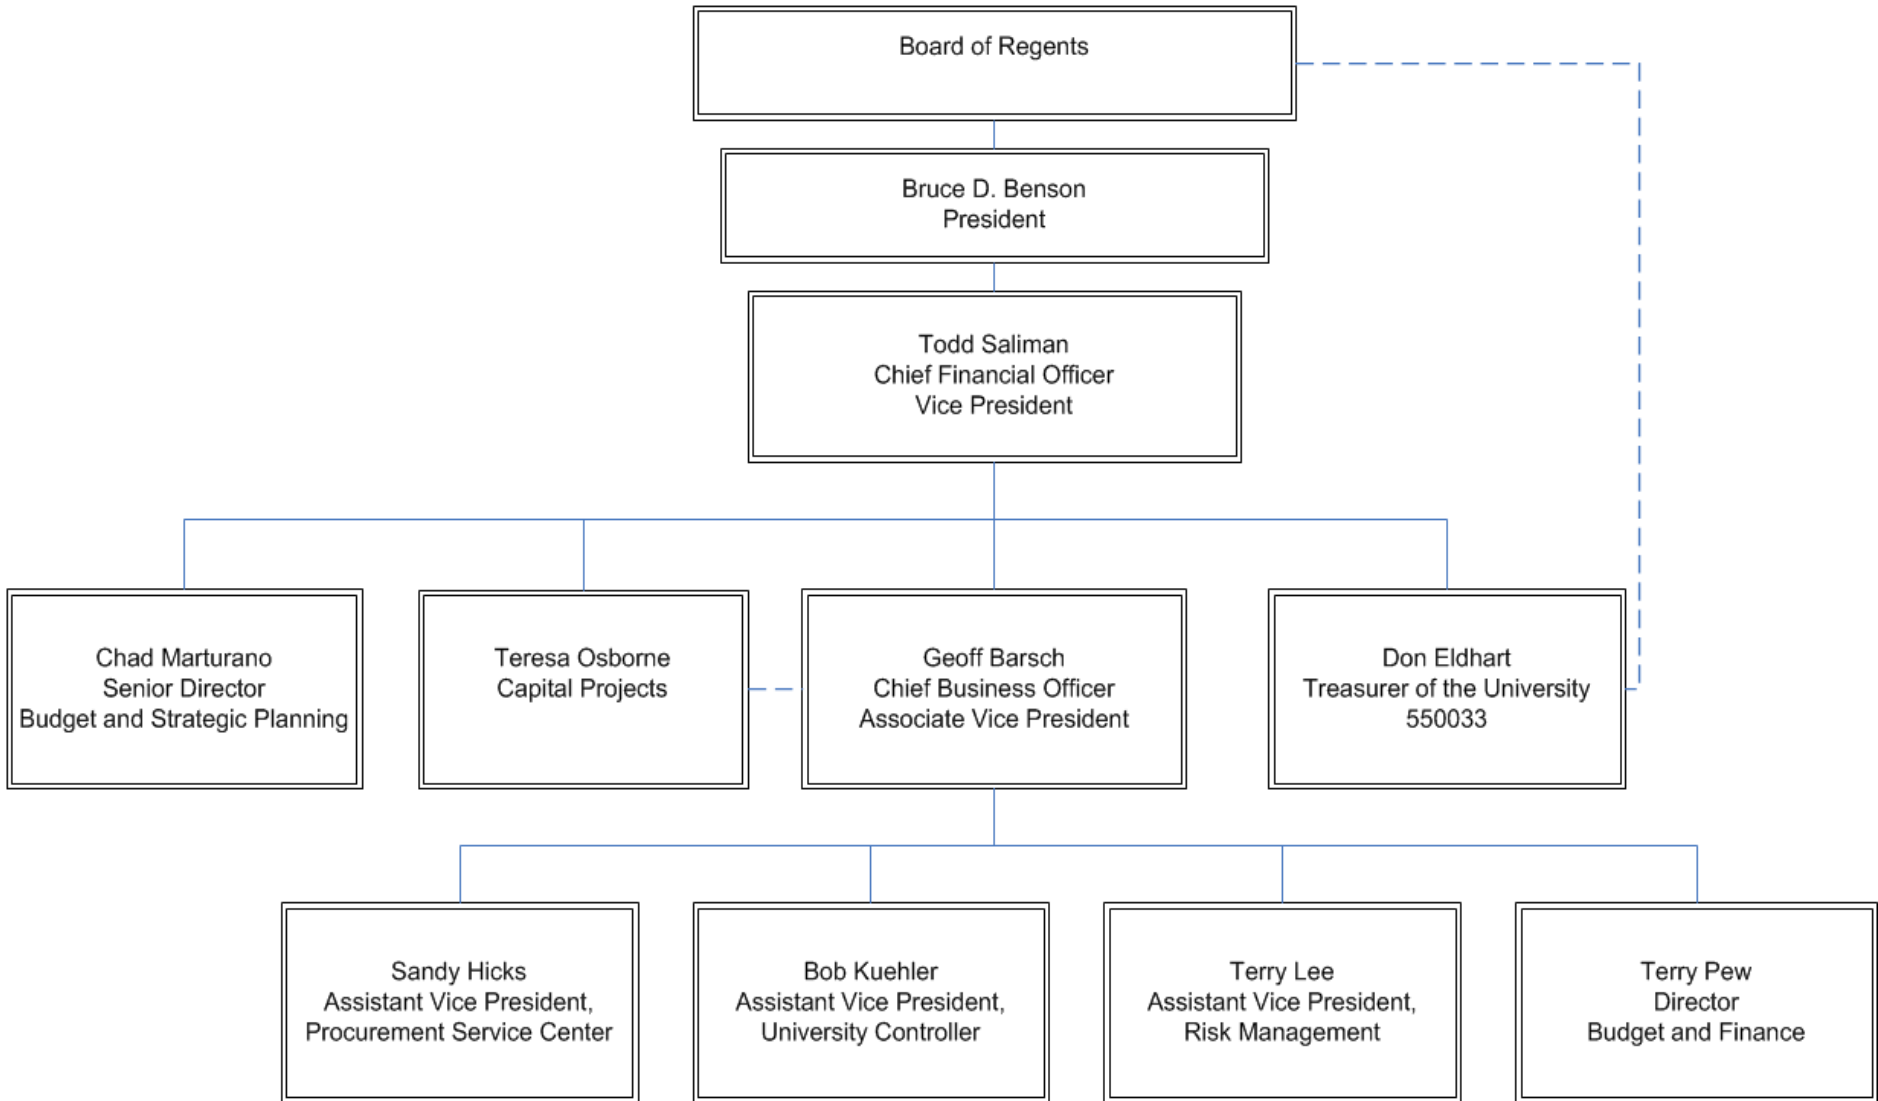 Board of Regents
Bruce D. Benson
President
Todd Saliman
Chief Financial Officer
Vice President
Chad Marturano
Senior Director
Budget and Strategic Planning
Teresa Osborne
Capital Projects
Geoff Barsch
Chief Business Officer
Associate Vice President
Don Eldhart
Treasurer of the University
550033
Sandy Hicks
Assistant Vice President,
Procurement Service Center
Bob Kuehler
Assistant Vice President,
University Controller
Terry Lee
Assistant Vice President,
Risk Management
Terry Pew
Director
Budget and Finance